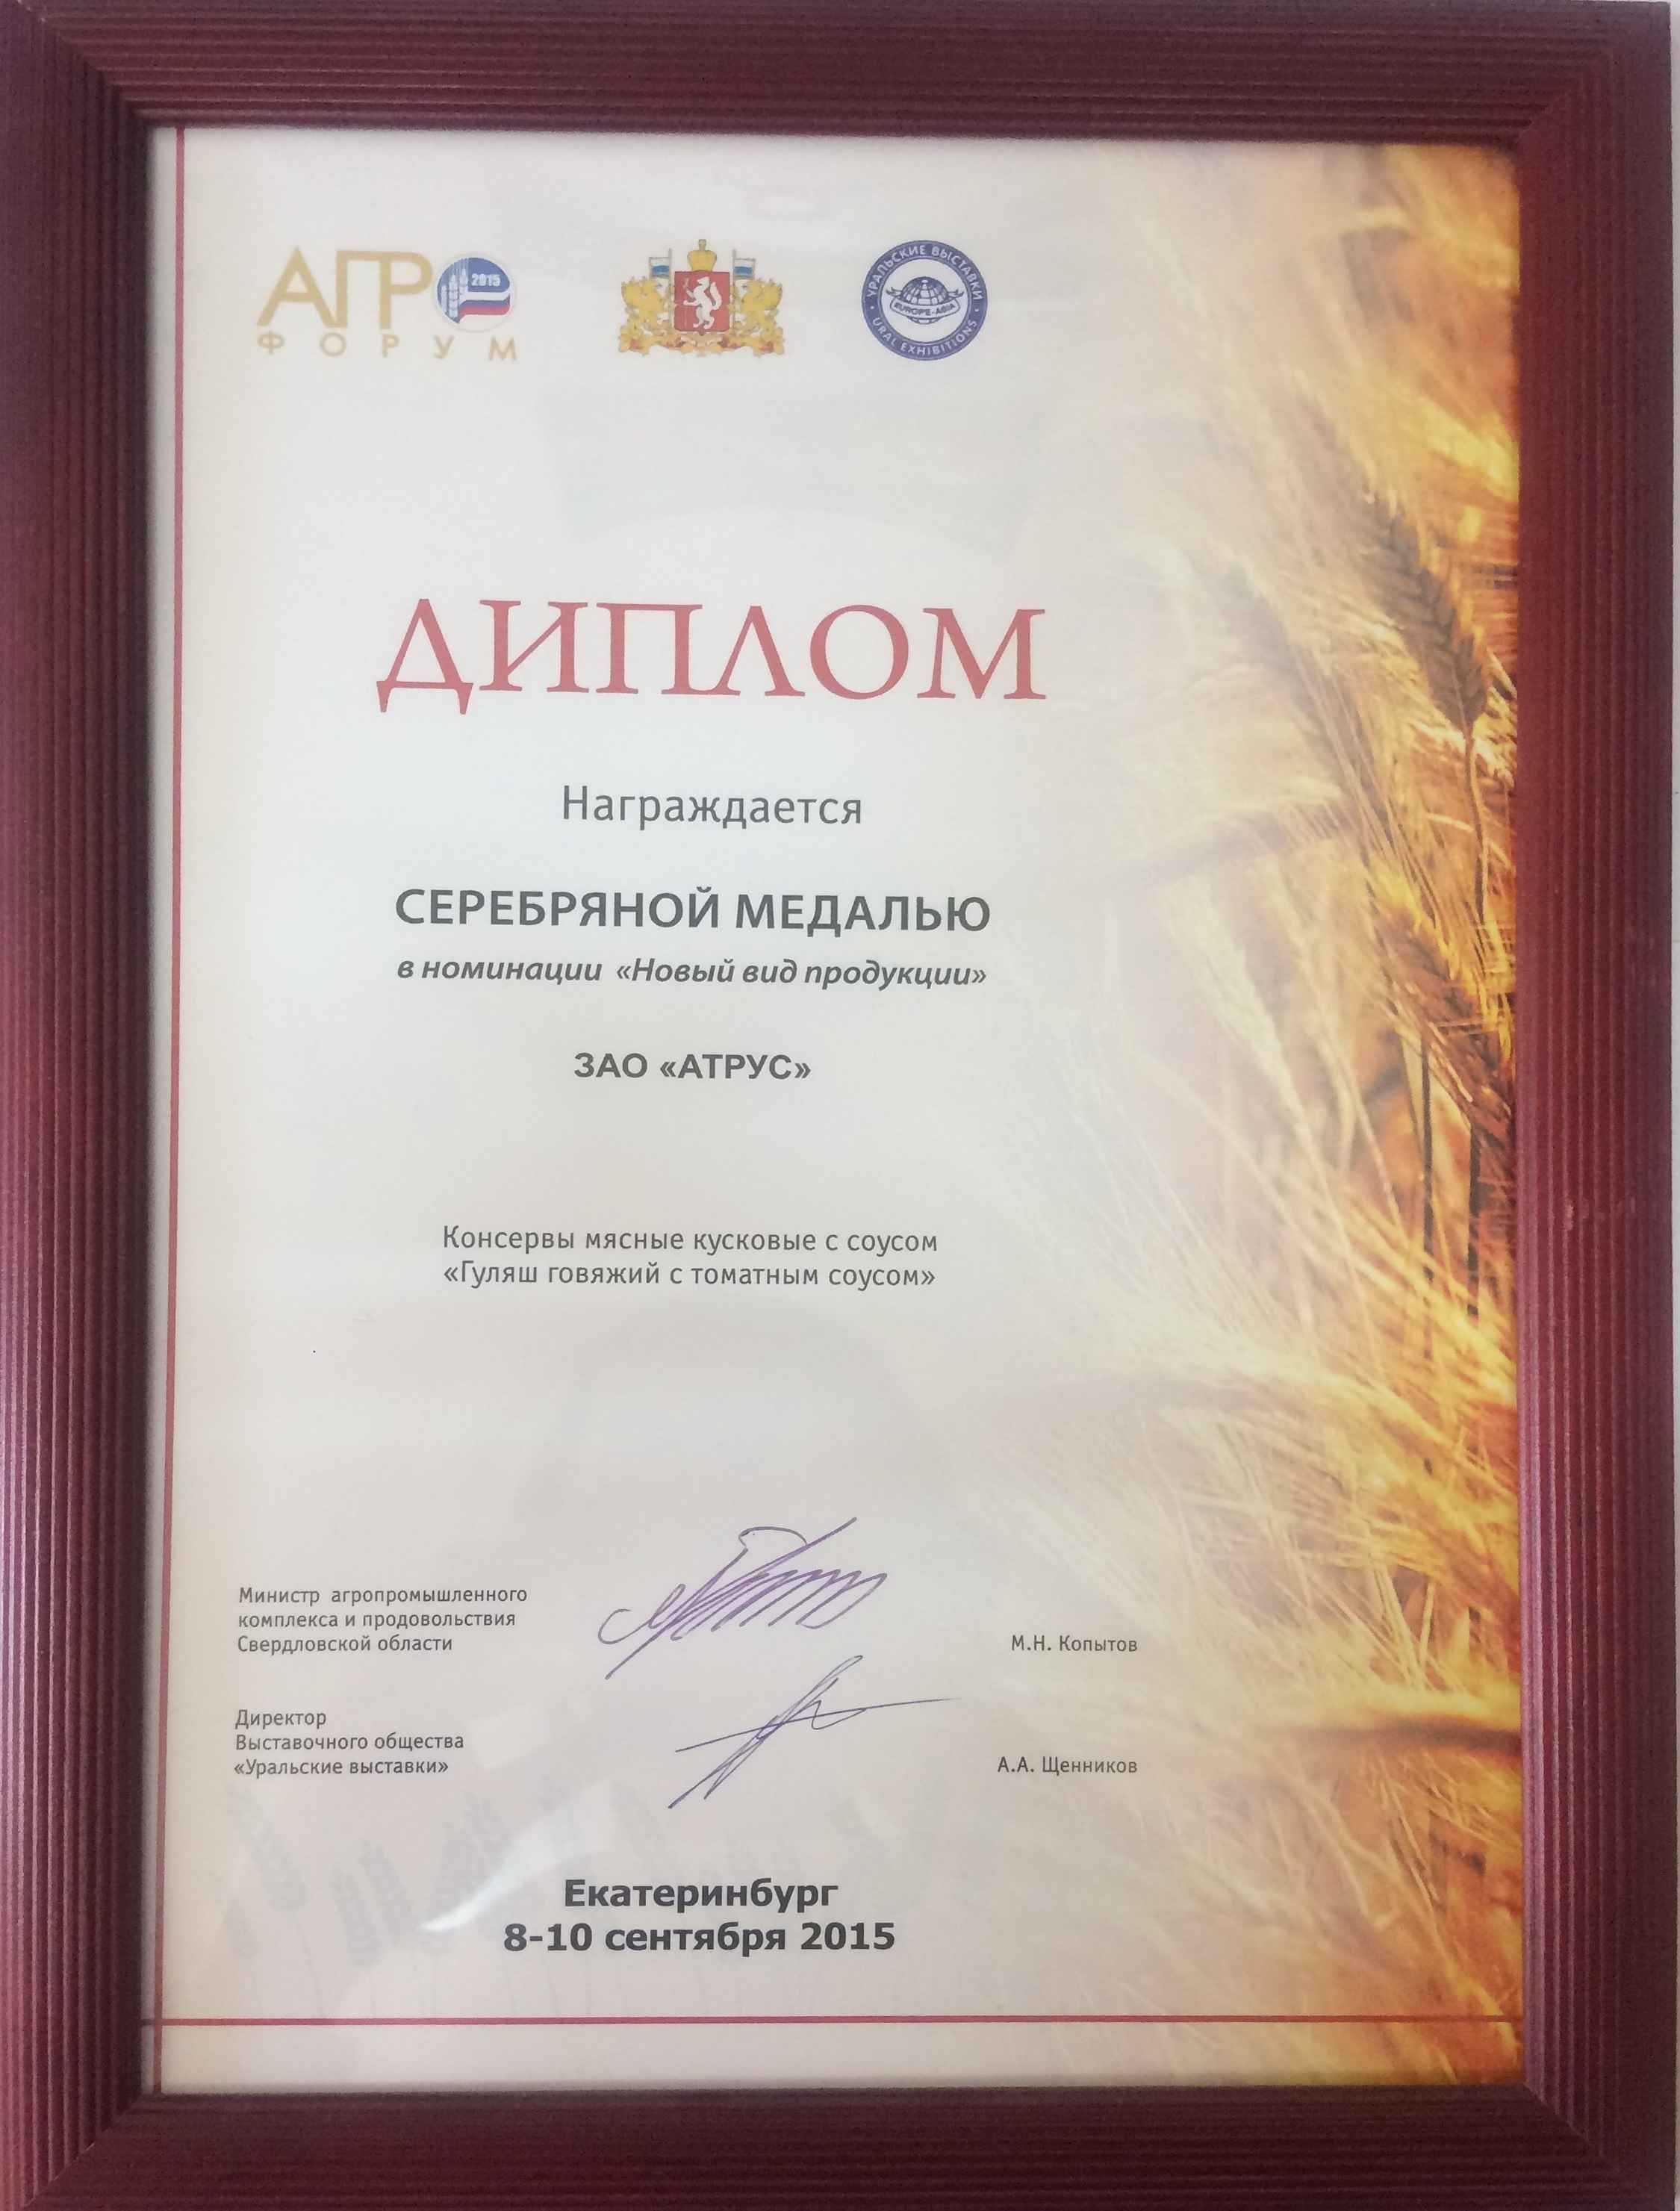 АГРО
2015
ФОРУМ
УРАЛЬСКИЕ ВЫСТАВКИ
EUROPE-ASIA
URAL EXHIBITIONS
ДИПЛОМ
Награждается
СЕРЕБРЯНОЙ МЕДАЛЬЮ
в номинации «Новый вид продукции»
ЗАО «АТРУС»
Консервы мясные кусковые с соусом
«Гуляш говяжий с томатным соусом»
Министр агропромышленного
комплекса и продовольствия
Свердловской области
М.Н. Копытов
Директор
Выставочного общества
«Уральские выставки»
А.А. Щенников
Екатеринбург
8-10 сентября 2015